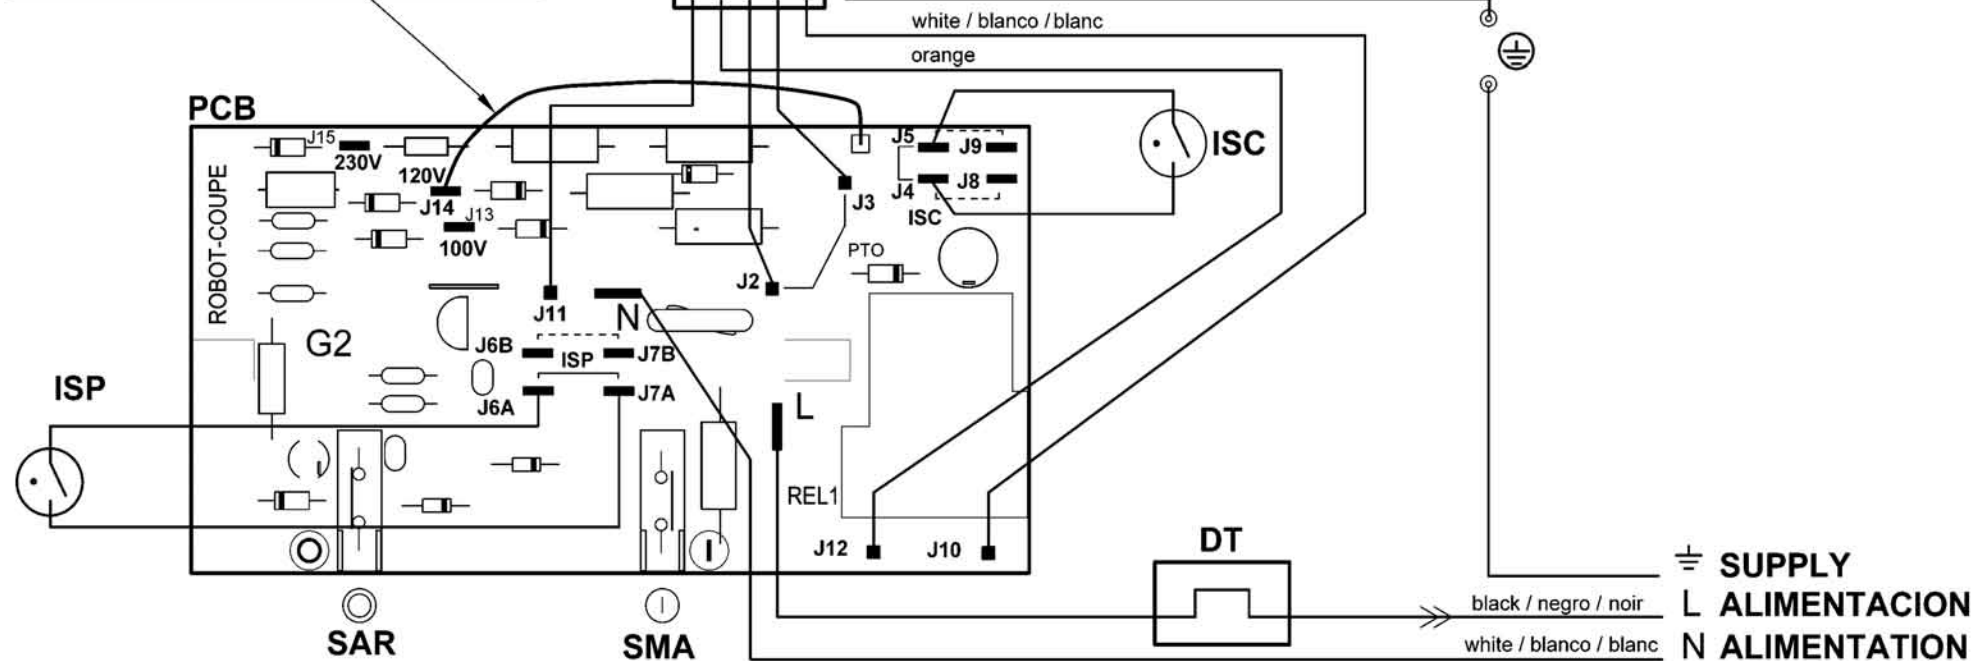 white / blanco / blanc
orange
PCB
J15
230V
120V
J14
J13
100V
ROBOT-COUPE
J5
J9
J4
J8
ISC
ISC
J3
PTO
J2
J11
N
G2
J6B
ISP
J7B
J6A
J7A
ISP
L
REL1
J12
J10
DT
SAR
SMA
SUPPLY
black / negro / noir
L ALIMENTACION
white / blanco / blanc
N ALIMENTATION